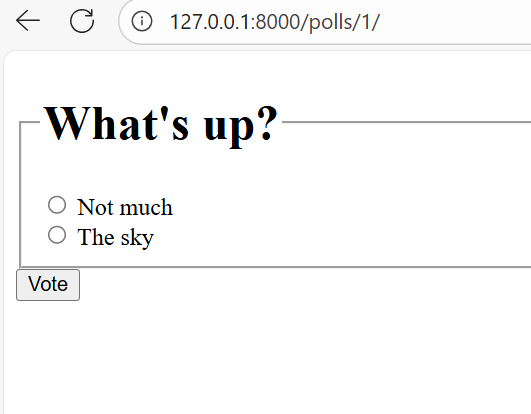 127.0.0.1:8000/polls/1/
What's up?
Not much
The sky
Vote